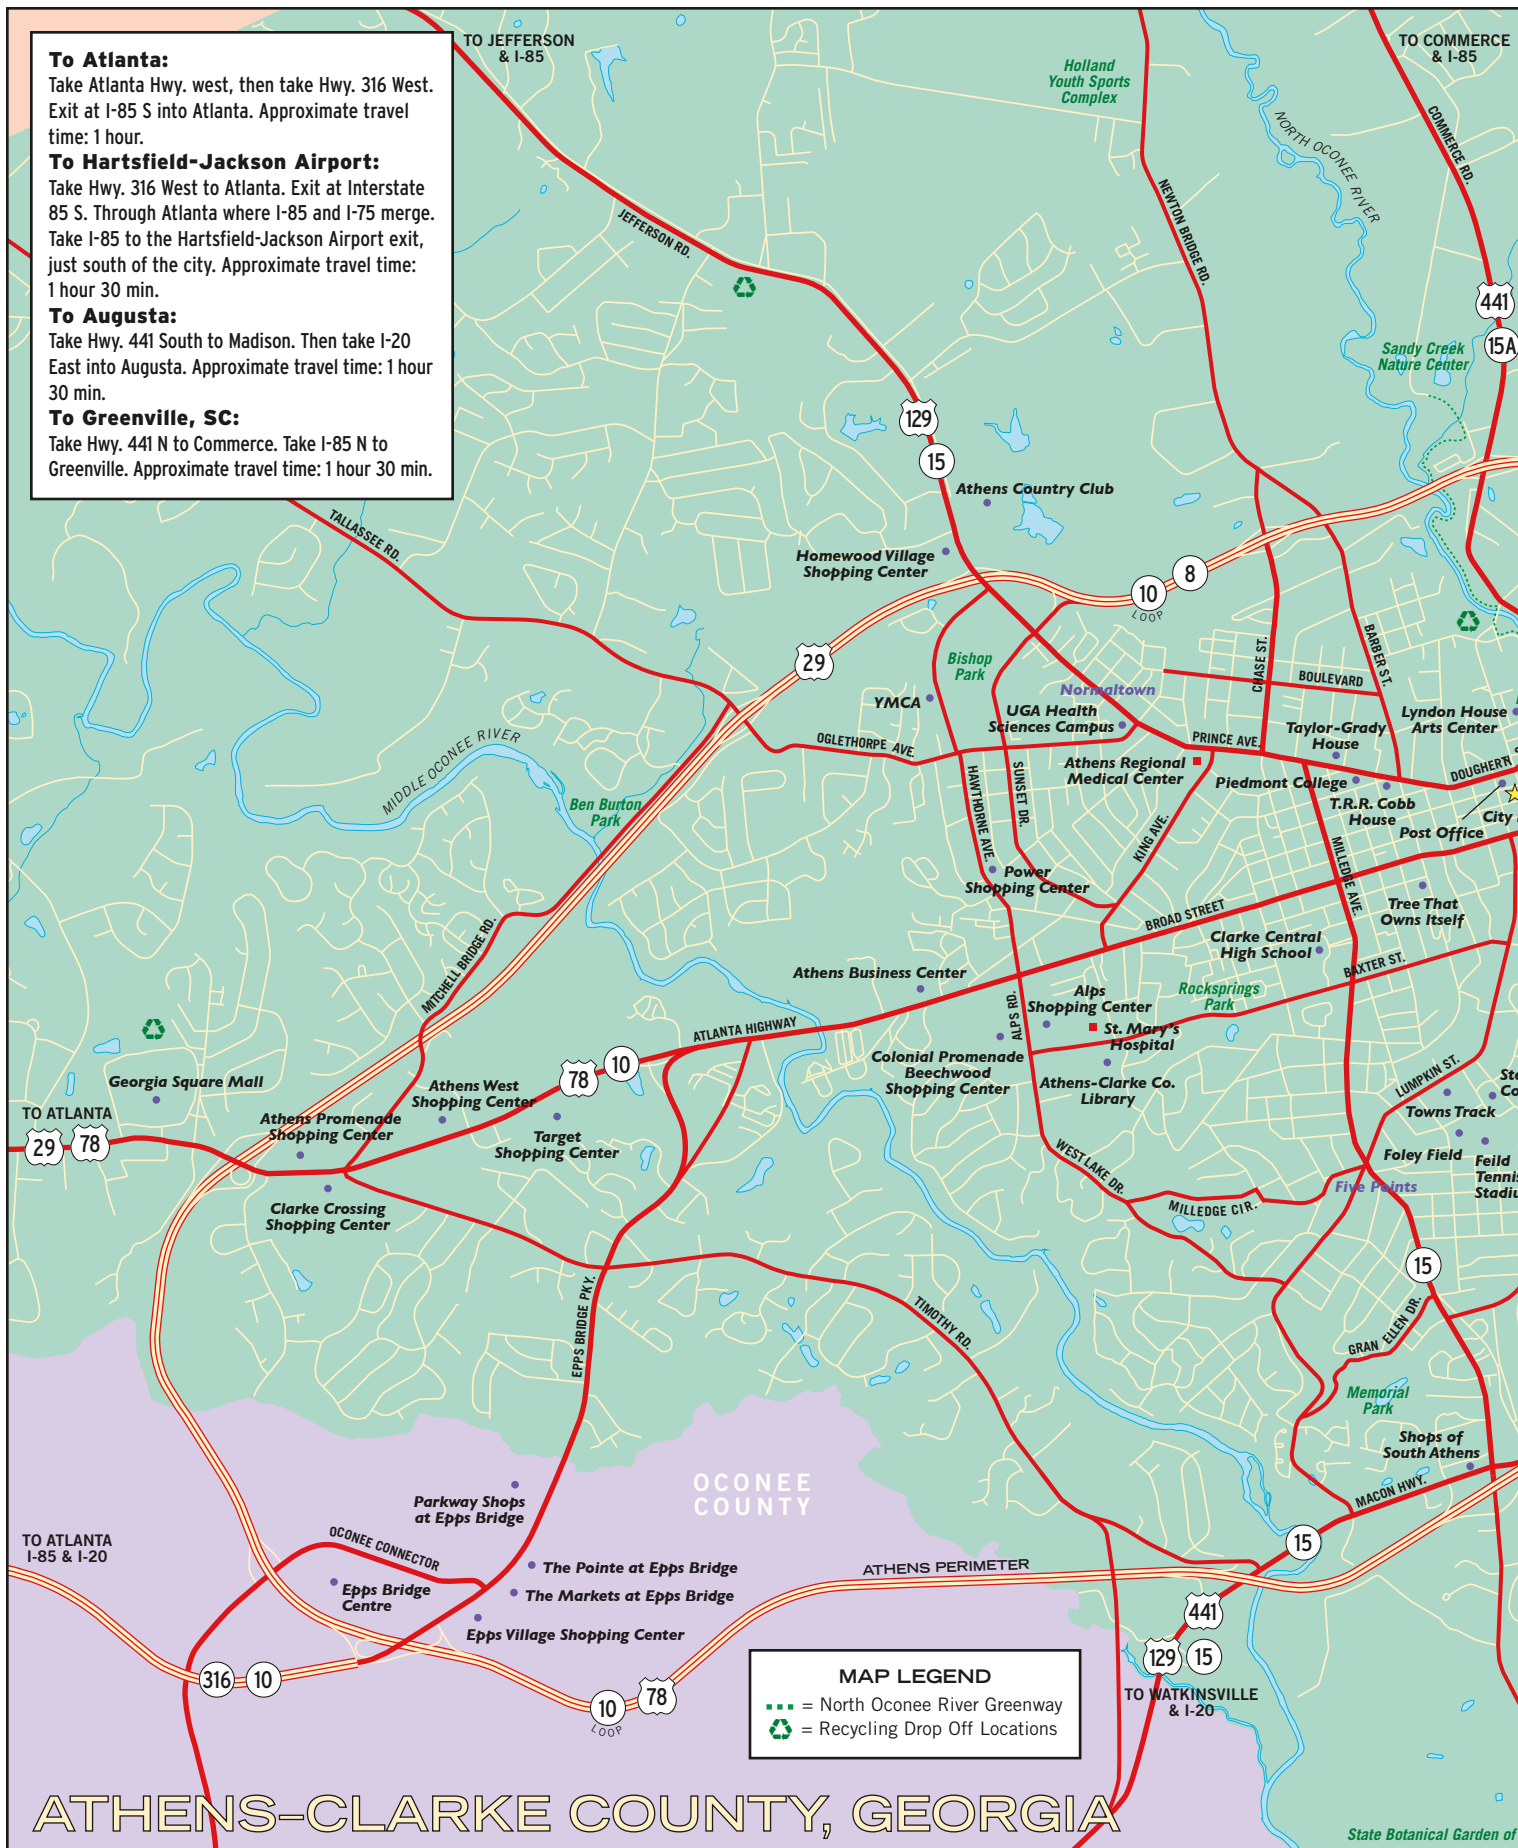 To Atlanta:
Take Atlanta Hwy. west, then take Hwy. 316 West.
Exit at I-85 S into Atlanta. Approximate travel
time: 1 hour.
To Hartsfield-Jackson Airport:
Take Hwy. 316 West to Atlanta. Exit at Interstate
85 S. Through Atlanta where I-85 and I-75 merge.
Take I-85 to the Hartsfield-Jackson Airport exit,
just south of the city. Approximate travel time:
1 hour 30 min.
To Augusta:
Take Hwy. 441 South to Madison. Then take I-20
East into Augusta. Approximate travel time: 1 hour
30 min.
To Greenville, SC:
Take Hwy. 441 N to Commerce. Take I-85 N to
Greenville. Approximate travel time: 1 hour 30 min.
TO JEFFERSON
& I-85
Holland
Youth Sports
Complex
TO COMMERCE
& I-85
COMMERCE RD.
NORTH OCONEE RIVER
NEWTON BRIDGE RD.
JEFFERSON RD.
441
15A
Sandy Creek
Nature Center
129
15
Athens Country Club
TALLASSEE RD.
Homewood Village
Shopping Center
8
10
LOOP
29
Bishop
Park
YMCA
Normaltown
UGA Health
Sciences Campus
CHASE ST.
BARBER ST.
BOULEVARD
Lyndon House
Arts Center
Taylor-Grady
House
PRINCE AVE.
OGLETHORPE AVE.
MIDDLE OCONEE RIVER
Athens Regional
Medical Center
Piedmont College
DOUGHERTY
T.R.R. Cobb
House
Post Office
City
Ben Burton
Park
HAWTHORNE AVE.
SUNSET DR.
KING AVE.
MILLEDGE AVE.
Power
Shopping Center
BROAD STREET
Tree That
Owns Itself
MITCHELL BRIDGE RD.
Clarke Central
High School
BAXTER ST.
Athens Business Center
Alps
Shopping Center
Rocksprings
Park
ALPS RD.
St. Mary's
Hospital
ATLANTA HIGHWAY
Colonial Promenade
Beechwood
Shopping Center
Athens-Clarke Co.
Library
78
10
Georgia Square Mall
Athens West
Shopping Center
LUMPKIN ST.
Towns Track
TO ATLANTA
29
78
Athens Promenade
Shopping Center
Target
Shopping Center
Foley Field
Feild
WEST LAKE DR.
Five Points
Clarke Crossing
Shopping Center
MILLEDGE CIR.
15
EPPS BRIDGE PKY.
TIMOTHY RD.
GRAN ELLEN DR.
Memorial
Park
Shops of
South Athens
OCONEE
COUNTY
MACON HWY.
Parkway Shops
at Epps Bridge
TO ATLANTA
I-85 & I-20
OCONEE CONNECTOR
15
The Pointe at Epps Bridge
ATHENS PERIMETER
Epps Bridge
Centre
The Markets at Epps Bridge
441
Epps Village Shopping Center
129
15
316
10
TO WATKINSVILLE
& I-20
10
LOOP
78
MAP LEGEND
= North Oconee River Greenway
= Recycling Drop Off Locations
ATHENS–CLARKE COUNTY, GEORGIA
State Botanical Garden of